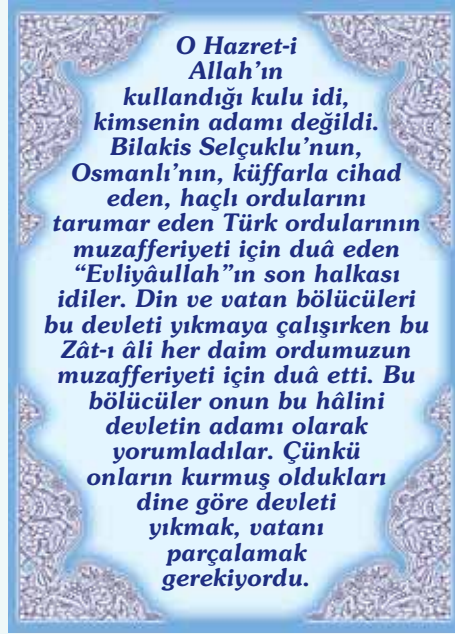 O Hazret-i
Allah’ın
kullandığı kulu idi,
kimsenin adamı değildi.
Bilakis Selçuklu’nun,
Osmanlı’nın, küffarla cihad
eden, haçlı ordularını
tarumar eden Türk ordularının
muzafferiyeti için duâ eden
“Evliyâullah”ın son halkası
idiler. Din ve vatan bölücüleri
bu devleti yıkmaya çalışırken bu
Zât-ı âli her daim ordumuzun
muzafferiyeti için duâ etti. Bu
bölücüler onun bu hâlini
devletin adamı olarak
yorumladılar. Çünkü
onların kurmuş oldukları
dine göre devleti
yıkmak, vatanı
parçalamak
gerekiyordu.